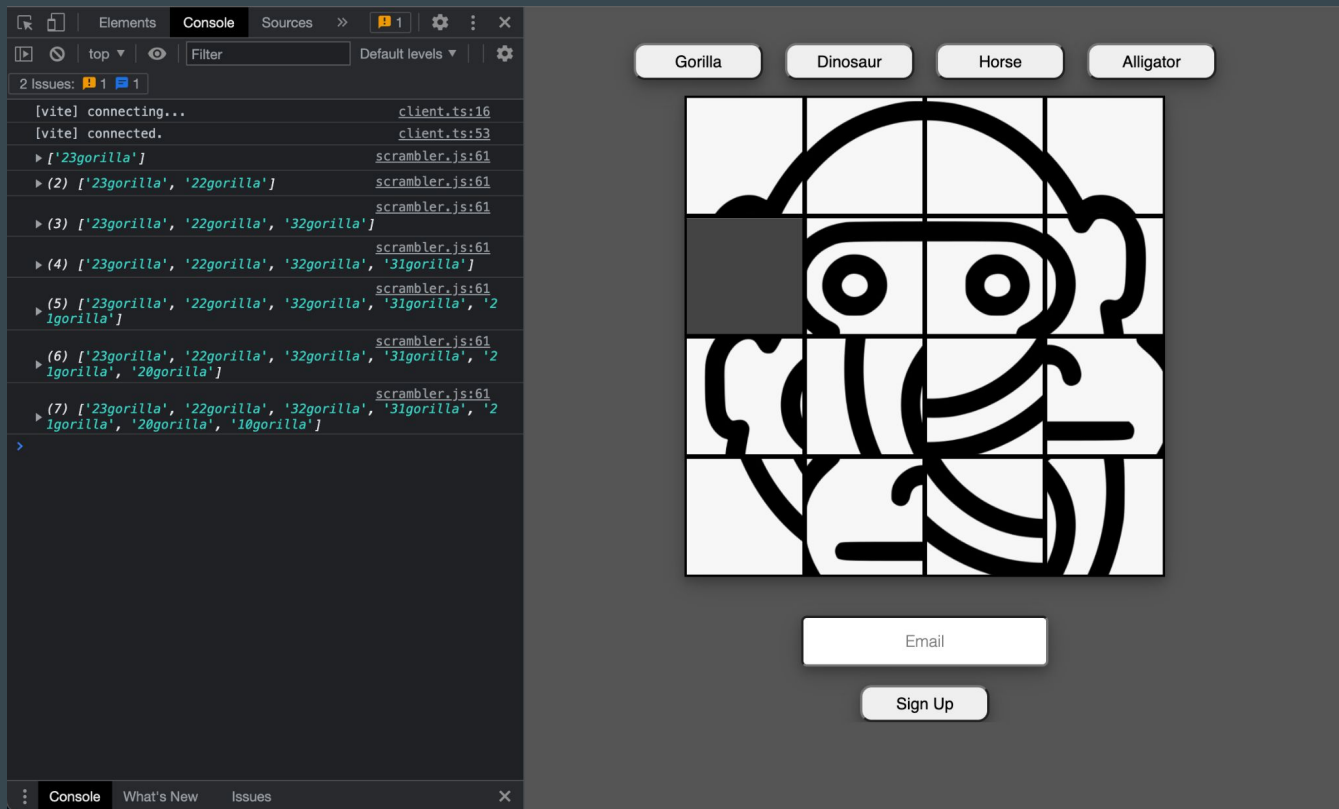 Elements Console Sources » 1
top ▼ Filter Default levels ▼
2 Issues: 1 1
[vite] connecting... client.ts:16
[vite] connected. client.ts:53
['23gorilla'] scrambler.js:61
(2) ['23gorilla', '22gorilla'] scrambler.js:61
scrambler.js:61
(3) ['23gorilla', '22gorilla', '32gorilla']
scrambler.js:61
(4) ['23gorilla', '22gorilla', '32gorilla', '31gorilla']
scrambler.js:61
(5) ['23gorilla', '22gorilla', '32gorilla', '31gorilla', '2
1gorilla']
scrambler.js:61
(6) ['23gorilla', '22gorilla', '32gorilla', '31gorilla', '2
1gorilla', '20gorilla']
scrambler.js:61
(7) ['23gorilla', '22gorilla', '32gorilla', '31gorilla', '2
1gorilla', '20gorilla', '10gorilla']
Console What's New Issues
Gorilla Dinosaur Horse Alligator
Email
Sign Up